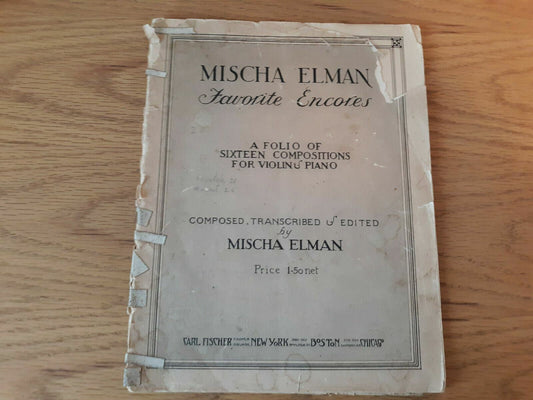 MISCHA ELMAN
Favorite Encores
A FOLIO OF
SIXTEEN COMPOSITIONS
FOR VIOLIN & PIANO
COMPOSED, TRANSCRIBED & EDITED
by
MISCHA ELMAN
Price 1.50 net
CARL FISCHER NEW YORK BOSTON CHICAGO